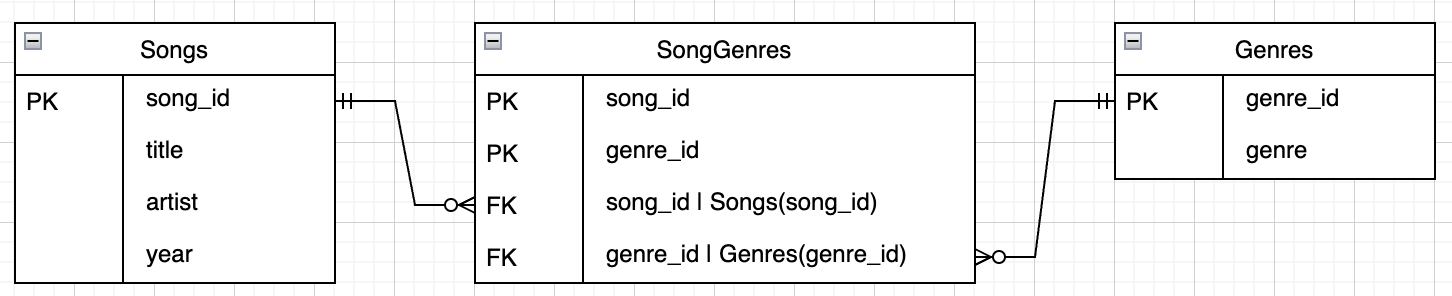 Songs
PK song_id
title
artist
year
SongGenres
PK song_id
PK genre_id
FK song_id | Songs(song_id)
FK genre_id | Genres(genre_id)
Genres
PK genre_id
genre